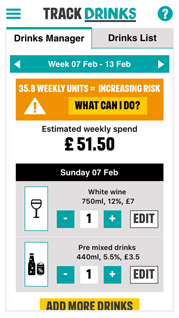 TRACK DRINKS
?
Drinks Manager
Drinks List
Week 07 Feb - 13 Feb
35.8 WEEKLY UNITS = INCREASING RISK
!
WHAT CAN I DO?
Estimated weekly spend
£ 51.50
Sunday 07 Feb
White wine
750ml, 12%, £7
- 1 + EDIT
Pre mixed drinks
440ml, 5.5%, £3.5
- 1 + EDIT
ADD MORE DRINKS